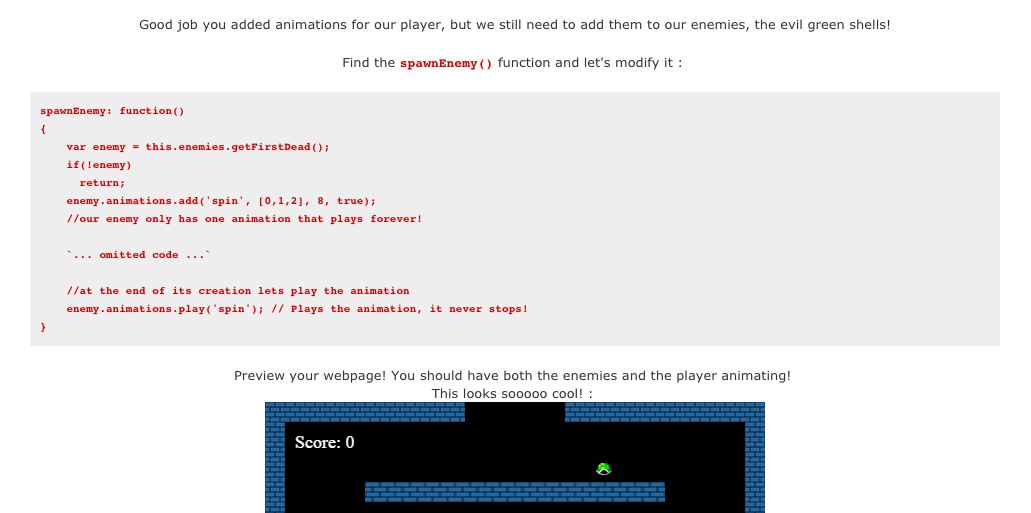 Good job you added animations for our player, but we still need to add them to our enemies, the evil green shells!
Find the spawnEnemy() function and let's modify it :
spawnEnemy: function()
{
    var enemy = this.enemies.getFirstDead();
    if(!enemy)
      return;
    enemy.animations.add('spin', [0,1,2], 8, true);
    //our enemy only has one animation that plays forever!
    `... omitted code ...`
    //at the end of its creation lets play the animation
    enemy.animations.play('spin'); // Plays the animation, it never stops!
}
Preview your webpage! You should have both the enemies and the player animating!
This looks sooooo cool! :
Score: 0